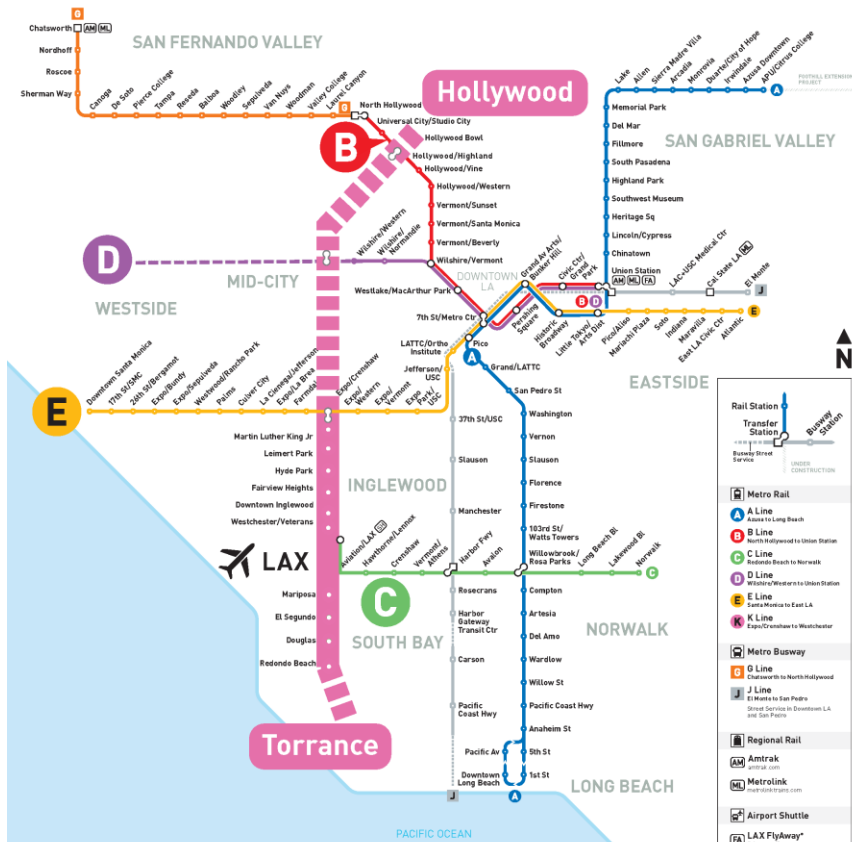 G
Chatsworth
AM
ML
Nordhoff
Roscoe
Sherman Way
Canoga
De Soto
Pierce College
Tampa
Reseda
Balboa
Woodley
Sepulveda
Van Nuys
Woodman
Valley College
Laurel Canyon
G
North Hollywood
SAN FERNANDO VALLEY
Hollywood
Universal City/Studio City
B
Hollywood Bowl
Hollywood/Highland
Hollywood/Vine
Hollywood/Western
Vermont/Sunset
Vermont/Santa Monica
Vermont/Beverly
Wilshire/Vermont
Wilshire/Western
Wilshire/
Normandie
D
MID-CITY
WESTSIDE
Westlake/MacArthur Park
7th St/Metro Ctr
DOWNTOWN
LA
Grand Av Arts/
Bunker Hill
Civic Ctr/
Grand
Park
Pershing
Square
Historic
Broadway
Little Tokyo/
Arts Dist
B
D
Union Station
AM
ML
FA
Lake
Allen
Sierra Madre Villa
Arcadia
Monrovia
Duarte/City of Hope
Irwindale
Azusa Downtown
APU/Citrus College
A
FOOTHILL EXTENSION
PROJECT
Memorial Park
Del Mar
Fillmore
South Pasadena
Highland Park
Southwest Museum
Heritage Sq
Lincoln/Cypress
Chinatown
SAN GABRIEL VALLEY
LAC+USC Medical Ctr
Cal State LA
ML
El Monte
J
Pico/Aliso
Mariachi Plaza
Soto
Indiana
Maravilla
East LA Civic Ctr
Atlantic
E
EASTSIDE
LATTC/Ortho
Institute
Pico
A
Jefferson/
USC
Grand/LATTC
San Pedro St
Washington
Vernon
Slauson
Florence
Firestone
103rd St/
Watts Towers
Willowbrook/
Rosa Parks
E
Downtown Santa Monica
17th St/SMC
26th St/Bergamot
Expo/Bundy
Expo/Sepulveda
Westwood/Rancho Park
Palms
Culver City
La Cienega/Jefferson
Expo/La Brea
Farmdale
Expo/Crenshaw
Expo/
Western
Expo/
Vermont
Expo
Park/
USC
Martin Luther King Jr
Leimert Park
Hyde Park
Fairview Heights
Downtown Inglewood
Westchester/Veterans
37th St/USC
Slauson
Manchester
INGLEWOOD
LAX
Aviation/LAX
Hawthorne/Lennox
Crenshaw
Vermont/
Athens
Harbor Fwy
Avalon
Long Beach Bl
Lakewood Bl
Norwalk
C
C
SOUTH BAY
NORWALK
Mariposa
El Segundo
Douglas
Redondo Beach
Torrance
Rosecrans
Harbor
Gateway
Transit Ctr
Carson
Pacific
Coast Hwy
J
Compton
Artesia
Del Amo
Wardlow
Willow St
Pacific Coast Hwy
Anaheim St
Pacific Av
5th St
Downtown
Long Beach
1st St
A
LONG BEACH
PACIFIC OCEAN
N
Rail Station
Transfer
Station
Busway
Station
Busway Street
Service
UNDER
CONSTRUCTION
Metro Rail
A
A Line
Azusa to Long Beach
B
B Line
North Hollywood to Union Station
C
C Line
Redondo Beach to Norwalk
D
D Line
Wilshire/Western to Union Station
E
E Line
Santa Monica to East LA
K
K Line
Expo/Crenshaw to Westchester
Metro Busway
G
G Line
Chatsworth to North Hollywood
J
J Line
El Monte to San Pedro
Street Service in Downtown LA
and San Pedro
Regional Rail
AM
Amtrak
amtrak.com
ML
Metrolink
metrolinktrains.com
Airport Shuttle
FA
LAX FlyAway*